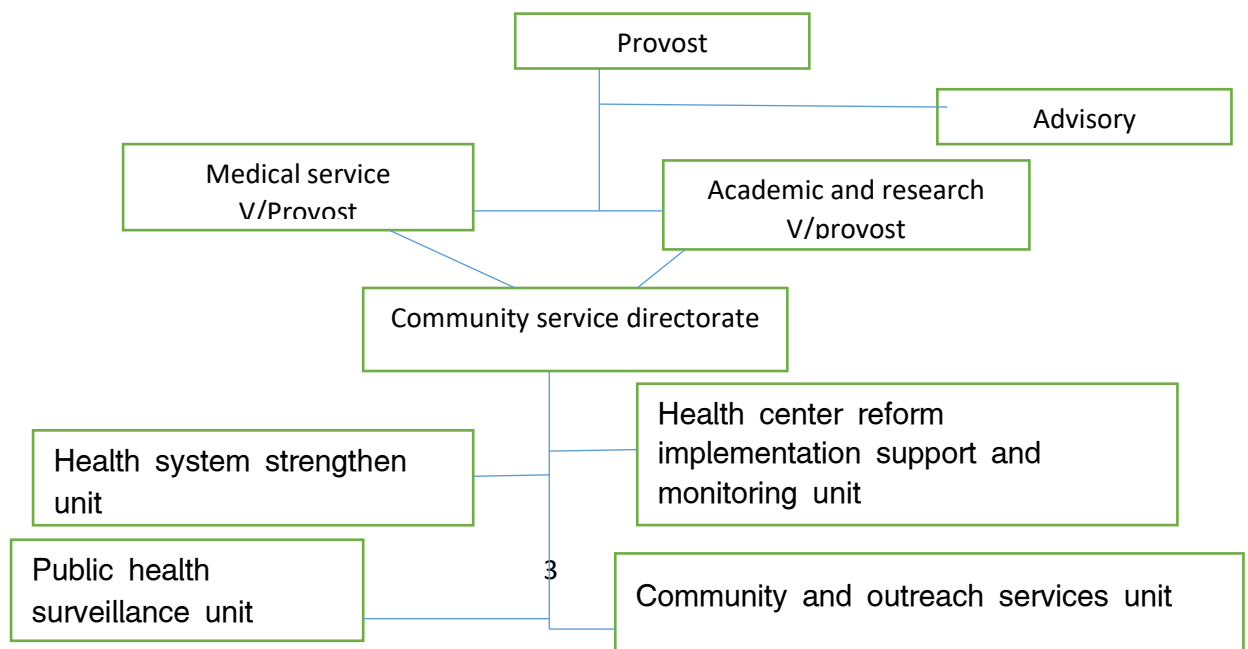 Provost
Advisory
Medical service
V/Provost
Academic and research
V/provost
Community service directorate
Health center reform
implementation support and
monitoring unit
Health system strengthen
unit
Public health
surveillance unit
3
Community and outreach services unit